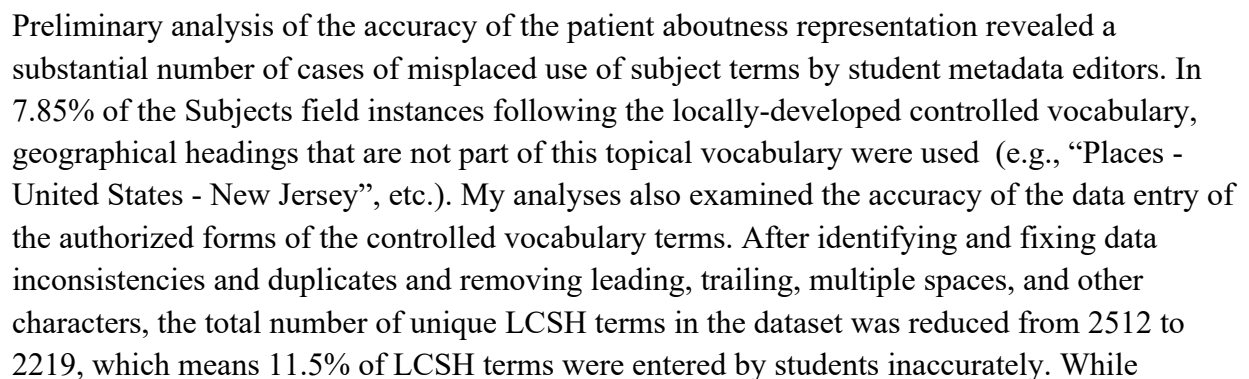 Preliminary analysis of the accuracy of the patient aboutness representation revealed a
substantial number of cases of misplaced use of subject terms by student metadata editors. In
7.85% of the Subjects field instances following the locally-developed controlled vocabulary,
geographical headings that are not part of this topical vocabulary were used  (e.g., “Places -
United States - New Jersey”, etc.). My analyses also examined the accuracy of the data entry of
the authorized forms of the controlled vocabulary terms. After identifying and fixing data
inconsistencies and duplicates and removing leading, trailing, multiple spaces, and other
characters, the total number of unique LCSH terms in the dataset was reduced from 2512 to
2219, which means 11.5% of LCSH terms were entered by students inaccurately. While